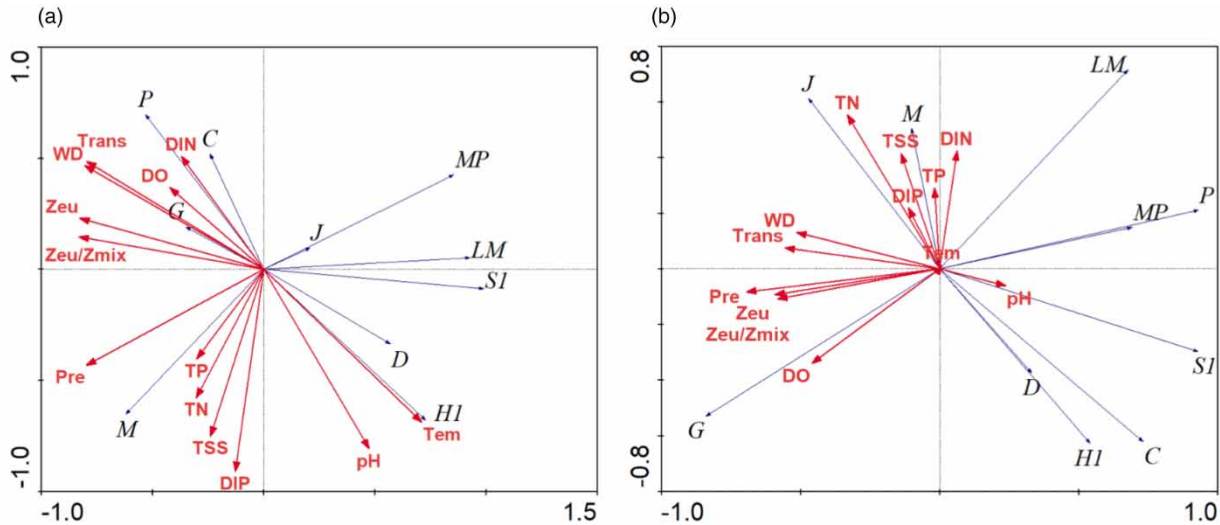 (a)
1.0
P
C
DIN
Trans
WD
DO
MP
Zeu
G
J
Zeu/Zmix
LM
S1
D
Pre
TP
TN
M
H1
Tem
TSS
pH
DIP
-1.0
-1.0
1.5
(b)
0.8
LM
J
TN
M
TSS
DIN
TP
DIP
P
MP
WD
Trans
Tem
Pre
pH
Zeu
Zeu/Zmix
S1
DO
D
G
H1
C
-0.8
-1.0
1.0